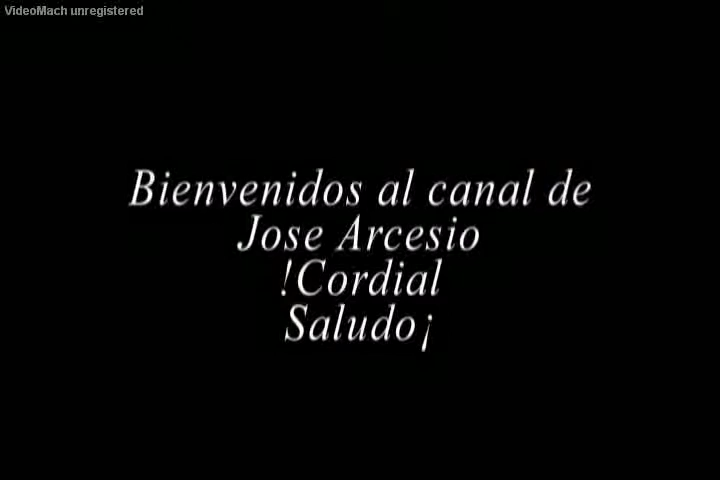 VideoMach unregistered
Bienvenidos al canal de
Jose Arcesio
!Cordial
Saludo¡